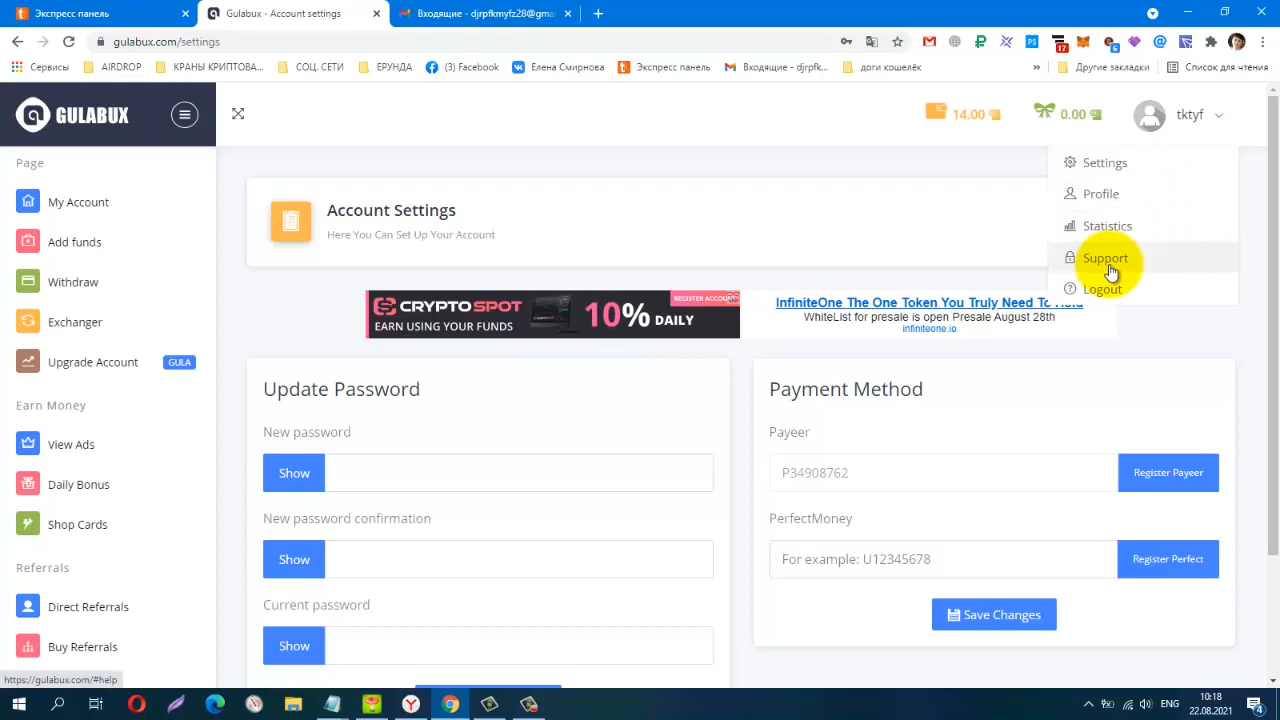 Экспресс панель
Gulabux - Account settings
Входящие - djrpfkmyfz28@gma
gulabux.com/settings
17
6
Сервисы
AIRDROP
КРАНЫ КРИПТОВА...
СОЦ. СЕТИ
ЕРУНДА
(3) Facebook
Елена Смирнова
Экспресс панель
Входящие - djrpfk...
доги кошелёк
»
Другие закладки
Список для чтения
GULABUX
14.00
0.00
tktyf
Page
My Account
Add funds
Withdraw
Exchanger
Upgrade Account
GULA
Earn Money
View Ads
Daily Bonus
Shop Cards
Referrals
Direct Referrals
Buy Referrals
Settings
Profile
Statistics
Support
Logout
Account Settings
Here You Can Set Up Your Account
CRYPTOSPOT
EARN USING YOUR FUNDS
10% DAILY
REGISTER ACCOUNT
InfiniteOne The One Token You Truly Need To Hold
WhiteList for presale is open Presale August 28th
infiniteone.io
Update Password
New password
Show
New password confirmation
Show
Current password
Show
Payment Method
Payeer
P34908762
Register Payeer
PerfectMoney
For example: U12345678
Register Perfect
Save Changes
https://gulabux.com/#help
ENG
10:18
22.08.2021
4